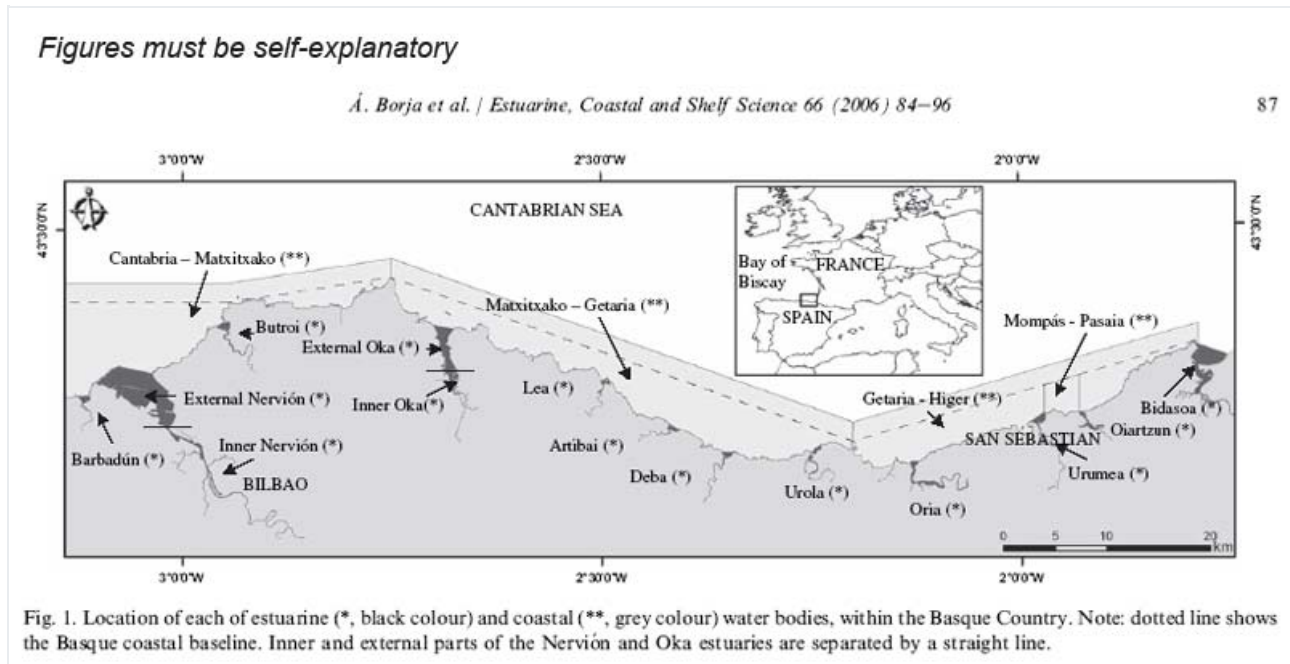 Figures must be self-explanatory
Á. Borja et al. / Estuarine, Coastal and Shelf Science 66 (2006) 84–96 87
3°0'0"W 2°30'0"W 2°0'0"W
43°30'0"N 43°30'0"N
CANTABRIAN SEA
Cantabria – Matxitxako (**)
Bay of
Biscay
FRANCE
SPAIN
Matxitxako – Getaria (**)
Mompás - Pasaia (**)
Butroi (*)
External Oka (*)
Lea (*)
Getaria - Higer (**)
External Nervión (*)
Inner Oka(*)
Bidasoa (*)
Oiartzun (*)
SAN SEBASTIAN
Barbadún (*)
Inner Nervión (*)
Artibai (*)
BILBAO
Deba (*)
Urola (*)
Urumea (*)
Oria (*)
0 5 10 20
km
3°0'0"W 2°30'0"W 2°0'0"W
Fig. 1. Location of each of estuarine (*, black colour) and coastal (**, grey colour) water bodies, within the Basque Country. Note: dotted line shows
the Basque coastal baseline. Inner and external parts of the Nervión and Oka estuaries are separated by a straight line.